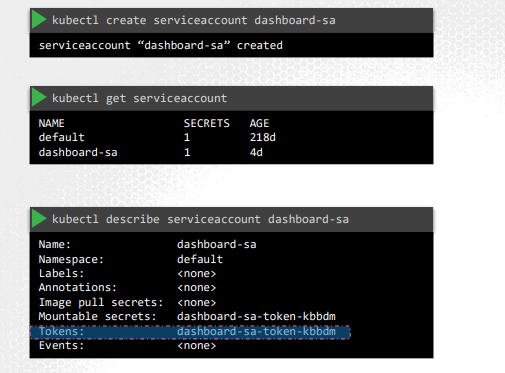 kubectl create serviceaccount dashboard-sa
serviceaccount “dashboard-sa” created
kubectl get serviceaccount
NAME SECRETS AGE
default 1 218d
dashboard-sa 1 4d
kubectl describe serviceaccount dashboard-sa
Name: dashboard-sa
Namespace: default
Labels: <none>
Annotations: <none>
Image pull secrets: <none>
Mountable secrets: dashboard-sa-token-kbbdm
Tokens: dashboard-sa-token-kbbdm
Events: <none>